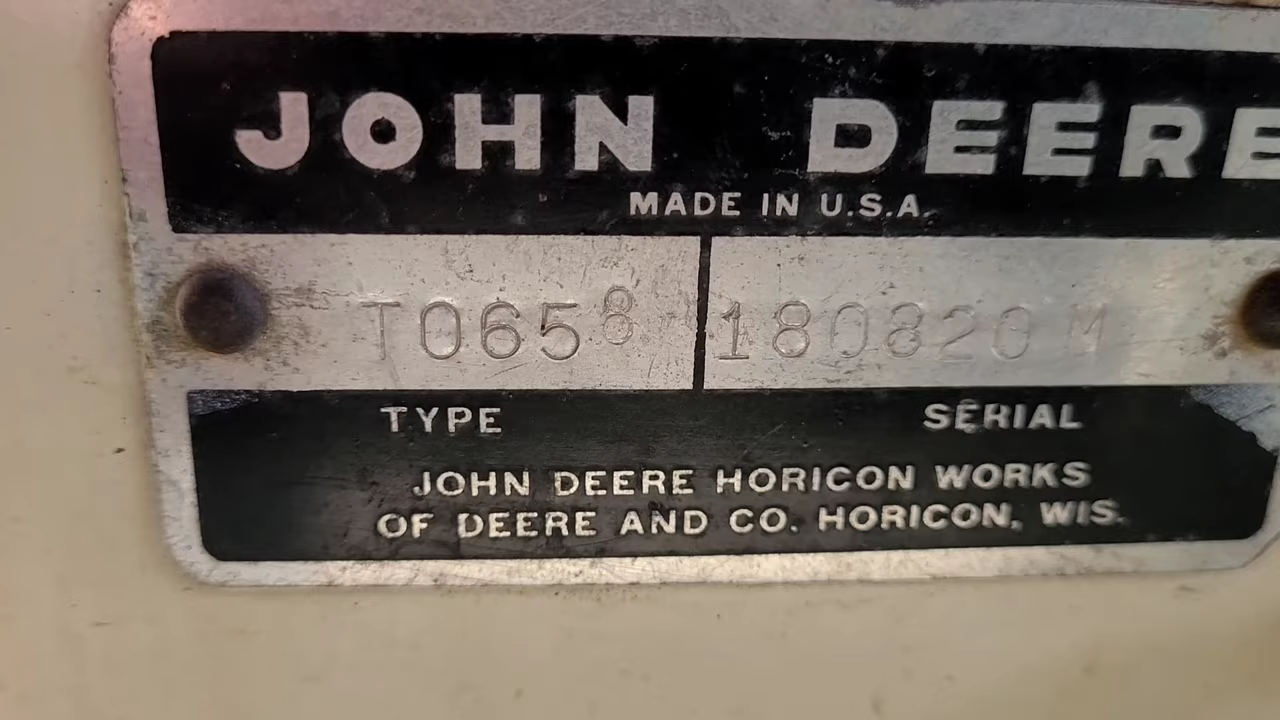 JOHN DEERE
MADE IN U.S.A.
T0658 180820M
TYPE SERIAL
JOHN DEERE HORICON WORKS
OF DEERE AND CO. HORICON, WIS.